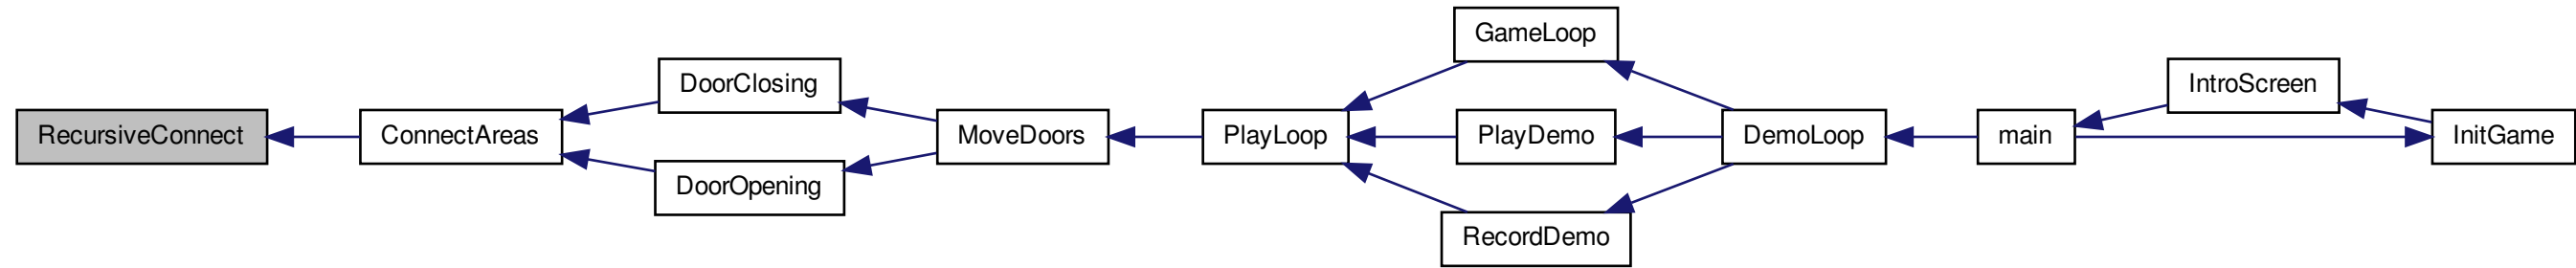 RecursiveConnect
ConnectAreas
DoorClosing
DoorOpening
MoveDoors
PlayLoop
GameLoop
PlayDemo
RecordDemo
DemoLoop
main
IntroScreen
InitGame